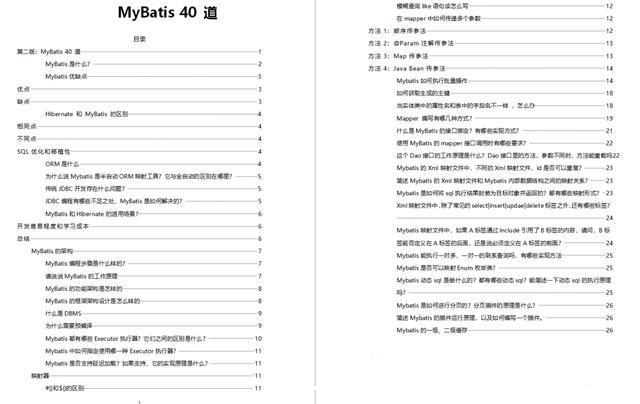 MyBatis 40 道
目录
第二版：MyBatis 40 道 1
MyBatis 是什么？ 2
Mybatis 优缺点 3
优点 3
缺点 3
Hibernate 和 MyBatis 的区别 4
相同点 4
不同点 4
SQL 优化和移植性 4
ORM 是什么 4
为什么说 Mybatis 是半自动 ORM 映射工具？它与全自动的区别在哪里？ 5
传统 JDBC 开发存在什么问题？ 5
JDBC 编程有哪些不足之处，MyBatis 是如何解决的？ 5
MyBatis 和 Hibernate 的适用场景？ 6
开发难易程度和学习成本 6
总结 6
MyBatis 的架构 7
MyBatis 编程步骤是什么样的？ 7
请说说 MyBatis 的工作原理 7
MyBatis 的功能架构是怎样的 8
MyBatis 的框架架构设计是怎么样的 8
什么是 DBMS 9
为什么需要预编译 9
Mybatis 都有哪些 Executor 执行器？它们之间的区别是什么？ 10
Mybatis 中如何指定使用哪一种 Executor 执行器？ 11
Mybatis 是否支持延迟加载？如果支持，它的实现原理是什么？ 11
映射器 11
#{}和${}的区别 11
模糊查询 like 语句该怎么写 12
在 mapper 中如何传递多个参数 12
方法 1：顺序传参法 12
方法 2：@Param 注解传参法 13
方法 3：Map 传参法 13
方法 4：Java Bean 传参法 14
Mybatis 如何执行批量操作 14
如何获取生成的主键 18
当实体类中的属性名和表中的字段名不一样 ，怎么办 18
Mapper 编写有哪几种方式？ 19
什么是 MyBatis 的接口绑定？有哪些实现方式？ 21
使用 MyBatis 的 mapper 接口调用时有哪些要求？ 22
这个 Dao 接口的工作原理是什么？Dao 接口里的方法，参数不同时，方法能重载吗22
Mybatis 的 Xml 映射文件中，不同的 Xml 映射文件，id 是否可以重复？ 23
简述 Mybatis 的 Xml 映射文件和 Mybatis 内部数据结构之间的映射关系？ 23
Mybatis 是如何将 sql 执行结果封装为目标对象并返回的？都有哪些映射形式？ 23
Xml 映射文件中，除了常见的 select|insert|updae|delete 标签之外，还有哪些标签？
24
Mybatis 映射文件中，如果 A 标签通过 include 引用了 B 标签的内容，请问，B 标
签能否定义在 A 标签的后面，还是说必须定义在 A 标签的前面？ 24
Mybatis 能执行一对多，一对一的联系查询吗，有哪些实现方法 25
Mybatis 是否可以映射 Enum 枚举类？ 25
Mybatis 动态 sql 是做什么的？都有哪些动态 sql？能简述一下动态 sql 的执行原理
吗？ 25
Mybatis 是如何进行分页的？分页插件的原理是什么？ 26
简述 Mybatis 的插件运行原理，以及如何编写一个插件。 26
Mybatis 的一级、二级缓存 26